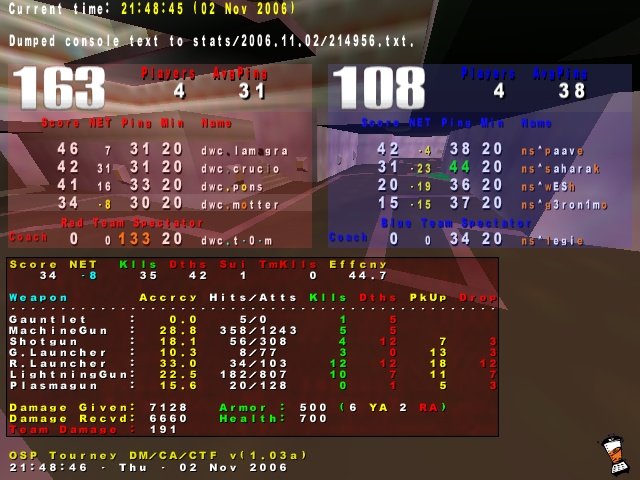 Current time: 21:48:45 (02 Nov 2006)
Dumped console text to stats/2006.11.02/214956.txt.
163 Players AvgPing 4 31
Score NET Ping Min Name
46 7 31 20 dwc.lamagra
42 31 31 20 dwc.crucio
41 16 33 20 dwc.pons
34 -8 30 20 dwc.motter
Red Team Spectator
Coach 0 0 133 20 dwc.t-0-m
108 Players AvgPing 4 38
Score NET Ping Min Name
42 -4 38 20 ns^paave
31 -23 44 20 ns^saharak
20 -19 36 20 ns^wESh
15 -15 37 20 ns^g3ron1mo
Blue Team Spectator
Coach 0 0 34 20 ns^legie
Score NET Klls Dths Sui TmKlls Effcny
34 -8 35 42 1 0 44.7
Weapon Accrcy Hits/Atts Klls Dths PkUp Drop
Gauntlet : 0.0 5/0 1 5
MachineGun : 28.8 358/1243 5 5
Shotgun : 18.1 56/308 4 12 7 3
G.Launcher : 10.3 8/77 3 0 13 3
R.Launcher : 33.0 34/103 12 12 18 12
LightningGun: 22.5 182/807 10 7 11 7
Plasmagun : 15.6 20/128 0 1 5 3
Damage Given: 7128 Armor : 500 (6 YA 2 RA)
Damage Recvd: 6660 Health: 700
Team Damage : 191
OSP Tourney DM/CA/CTF v(1.03a)
21:48:46 - Thu - 02 Nov 2006